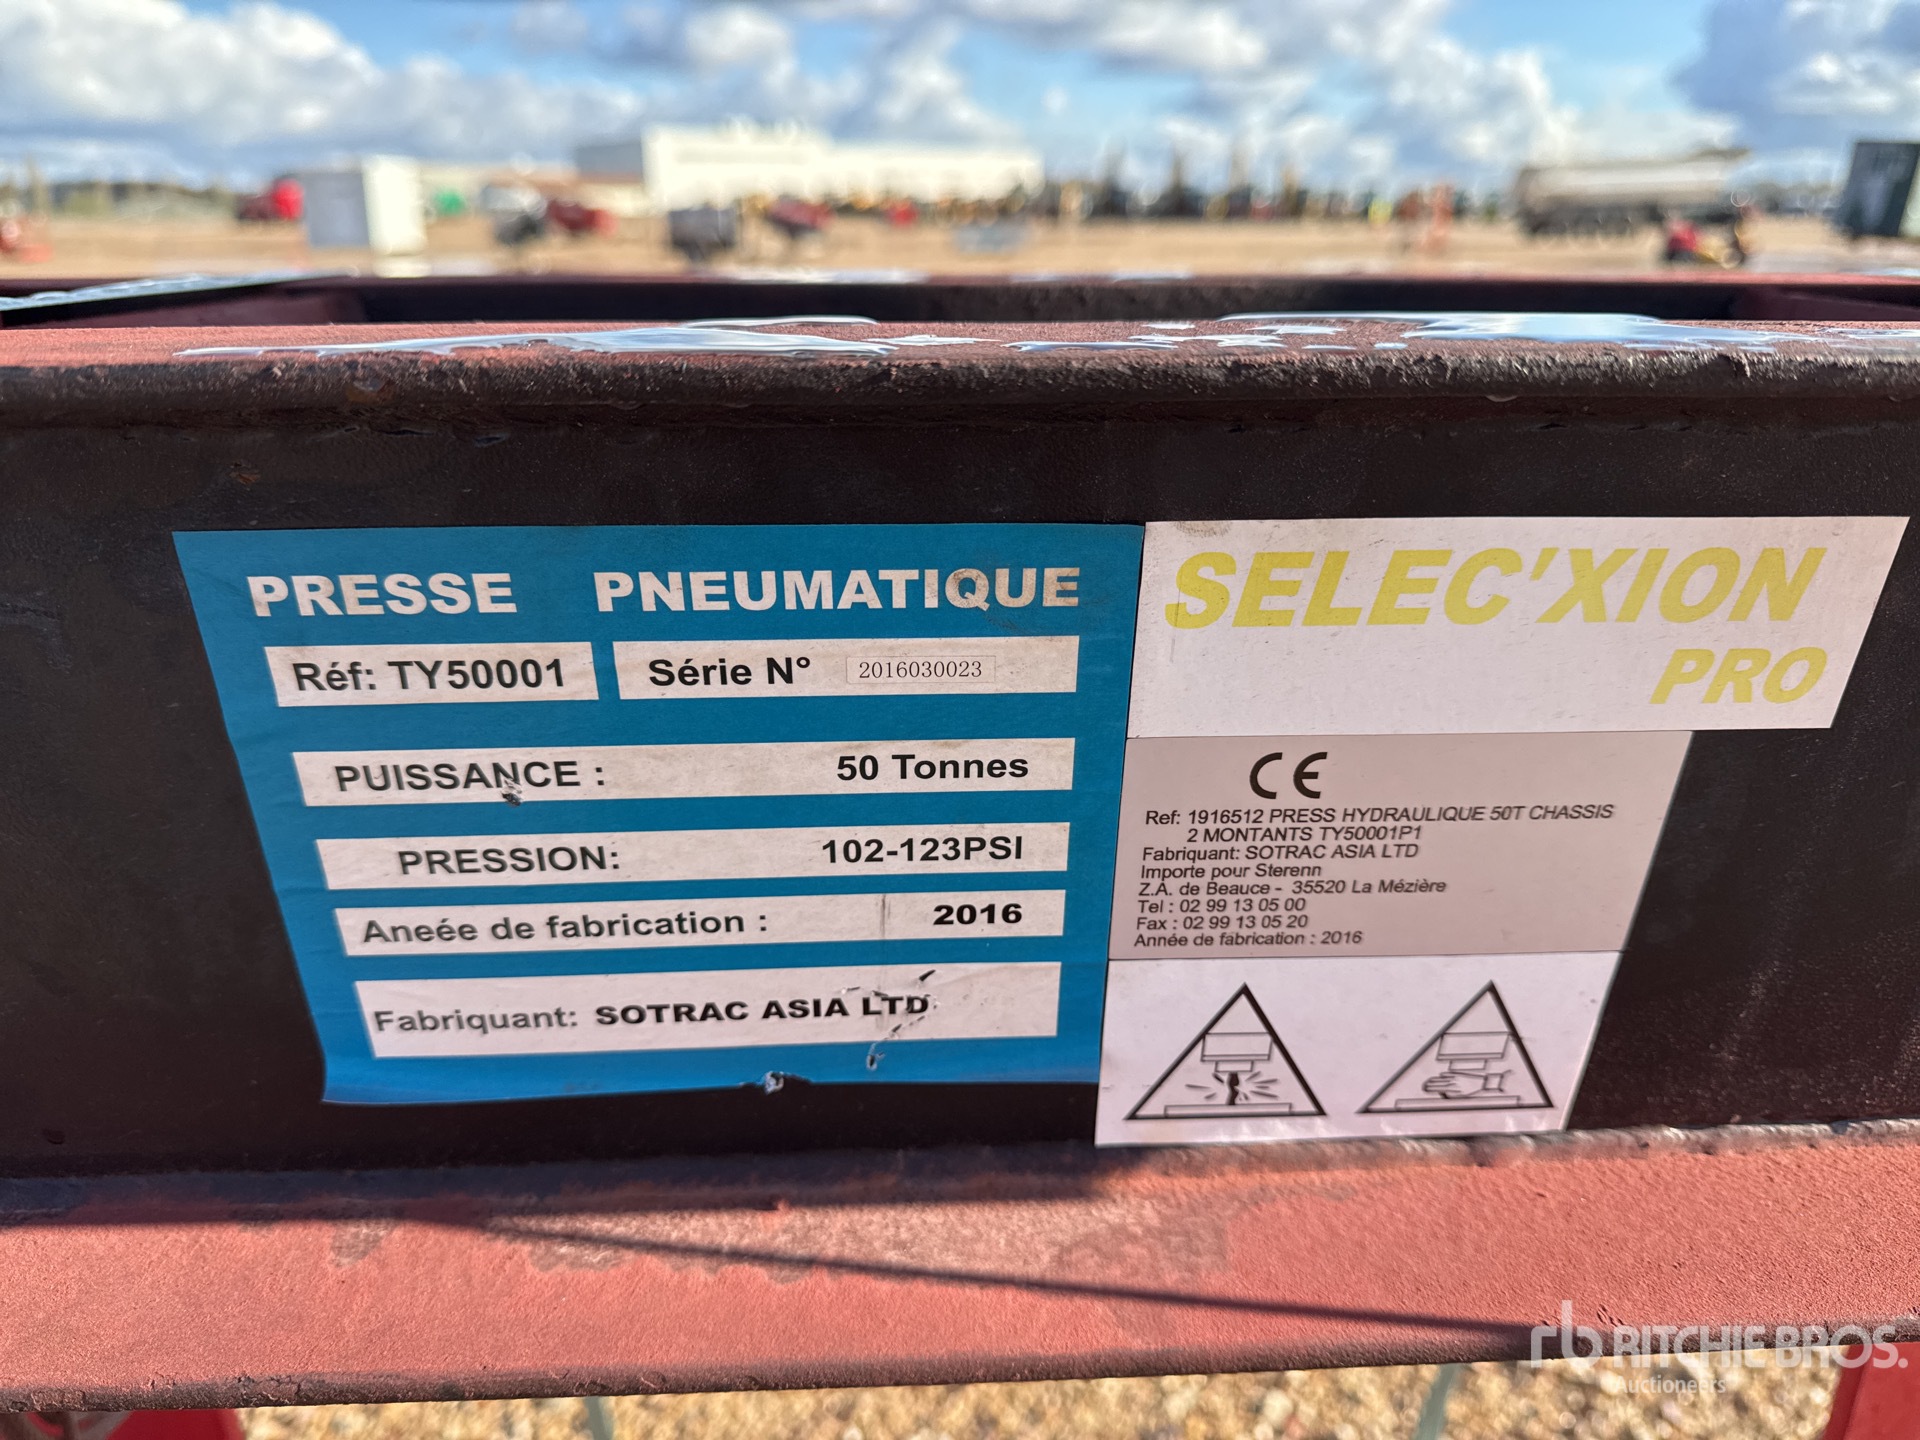 PRESSE PNEUMATIQUE
Réf: TY50001
Série N° 2016030023
PUISSANCE : 50 Tonnes
PRESSION: 102-123PSI
Aneée de fabrication : 2016
Fabriquant: SOTRAC ASIA LTD
SELEC'XION
PRO
CE
Ref: 1916512 PRESS HYDRAULIQUE 50T CHASSIS
2 MONTANTS TY50001P1
Fabriquant: SOTRAC ASIA LTD
Importe pour Sterenn
Z.A. de Beauce - 35520 La Mézière
Tel : 02 99 13 05 00
Fax : 02 99 13 05 20
Année de fabrication : 2016
rb RITCHIE BROS.
Auctioneers